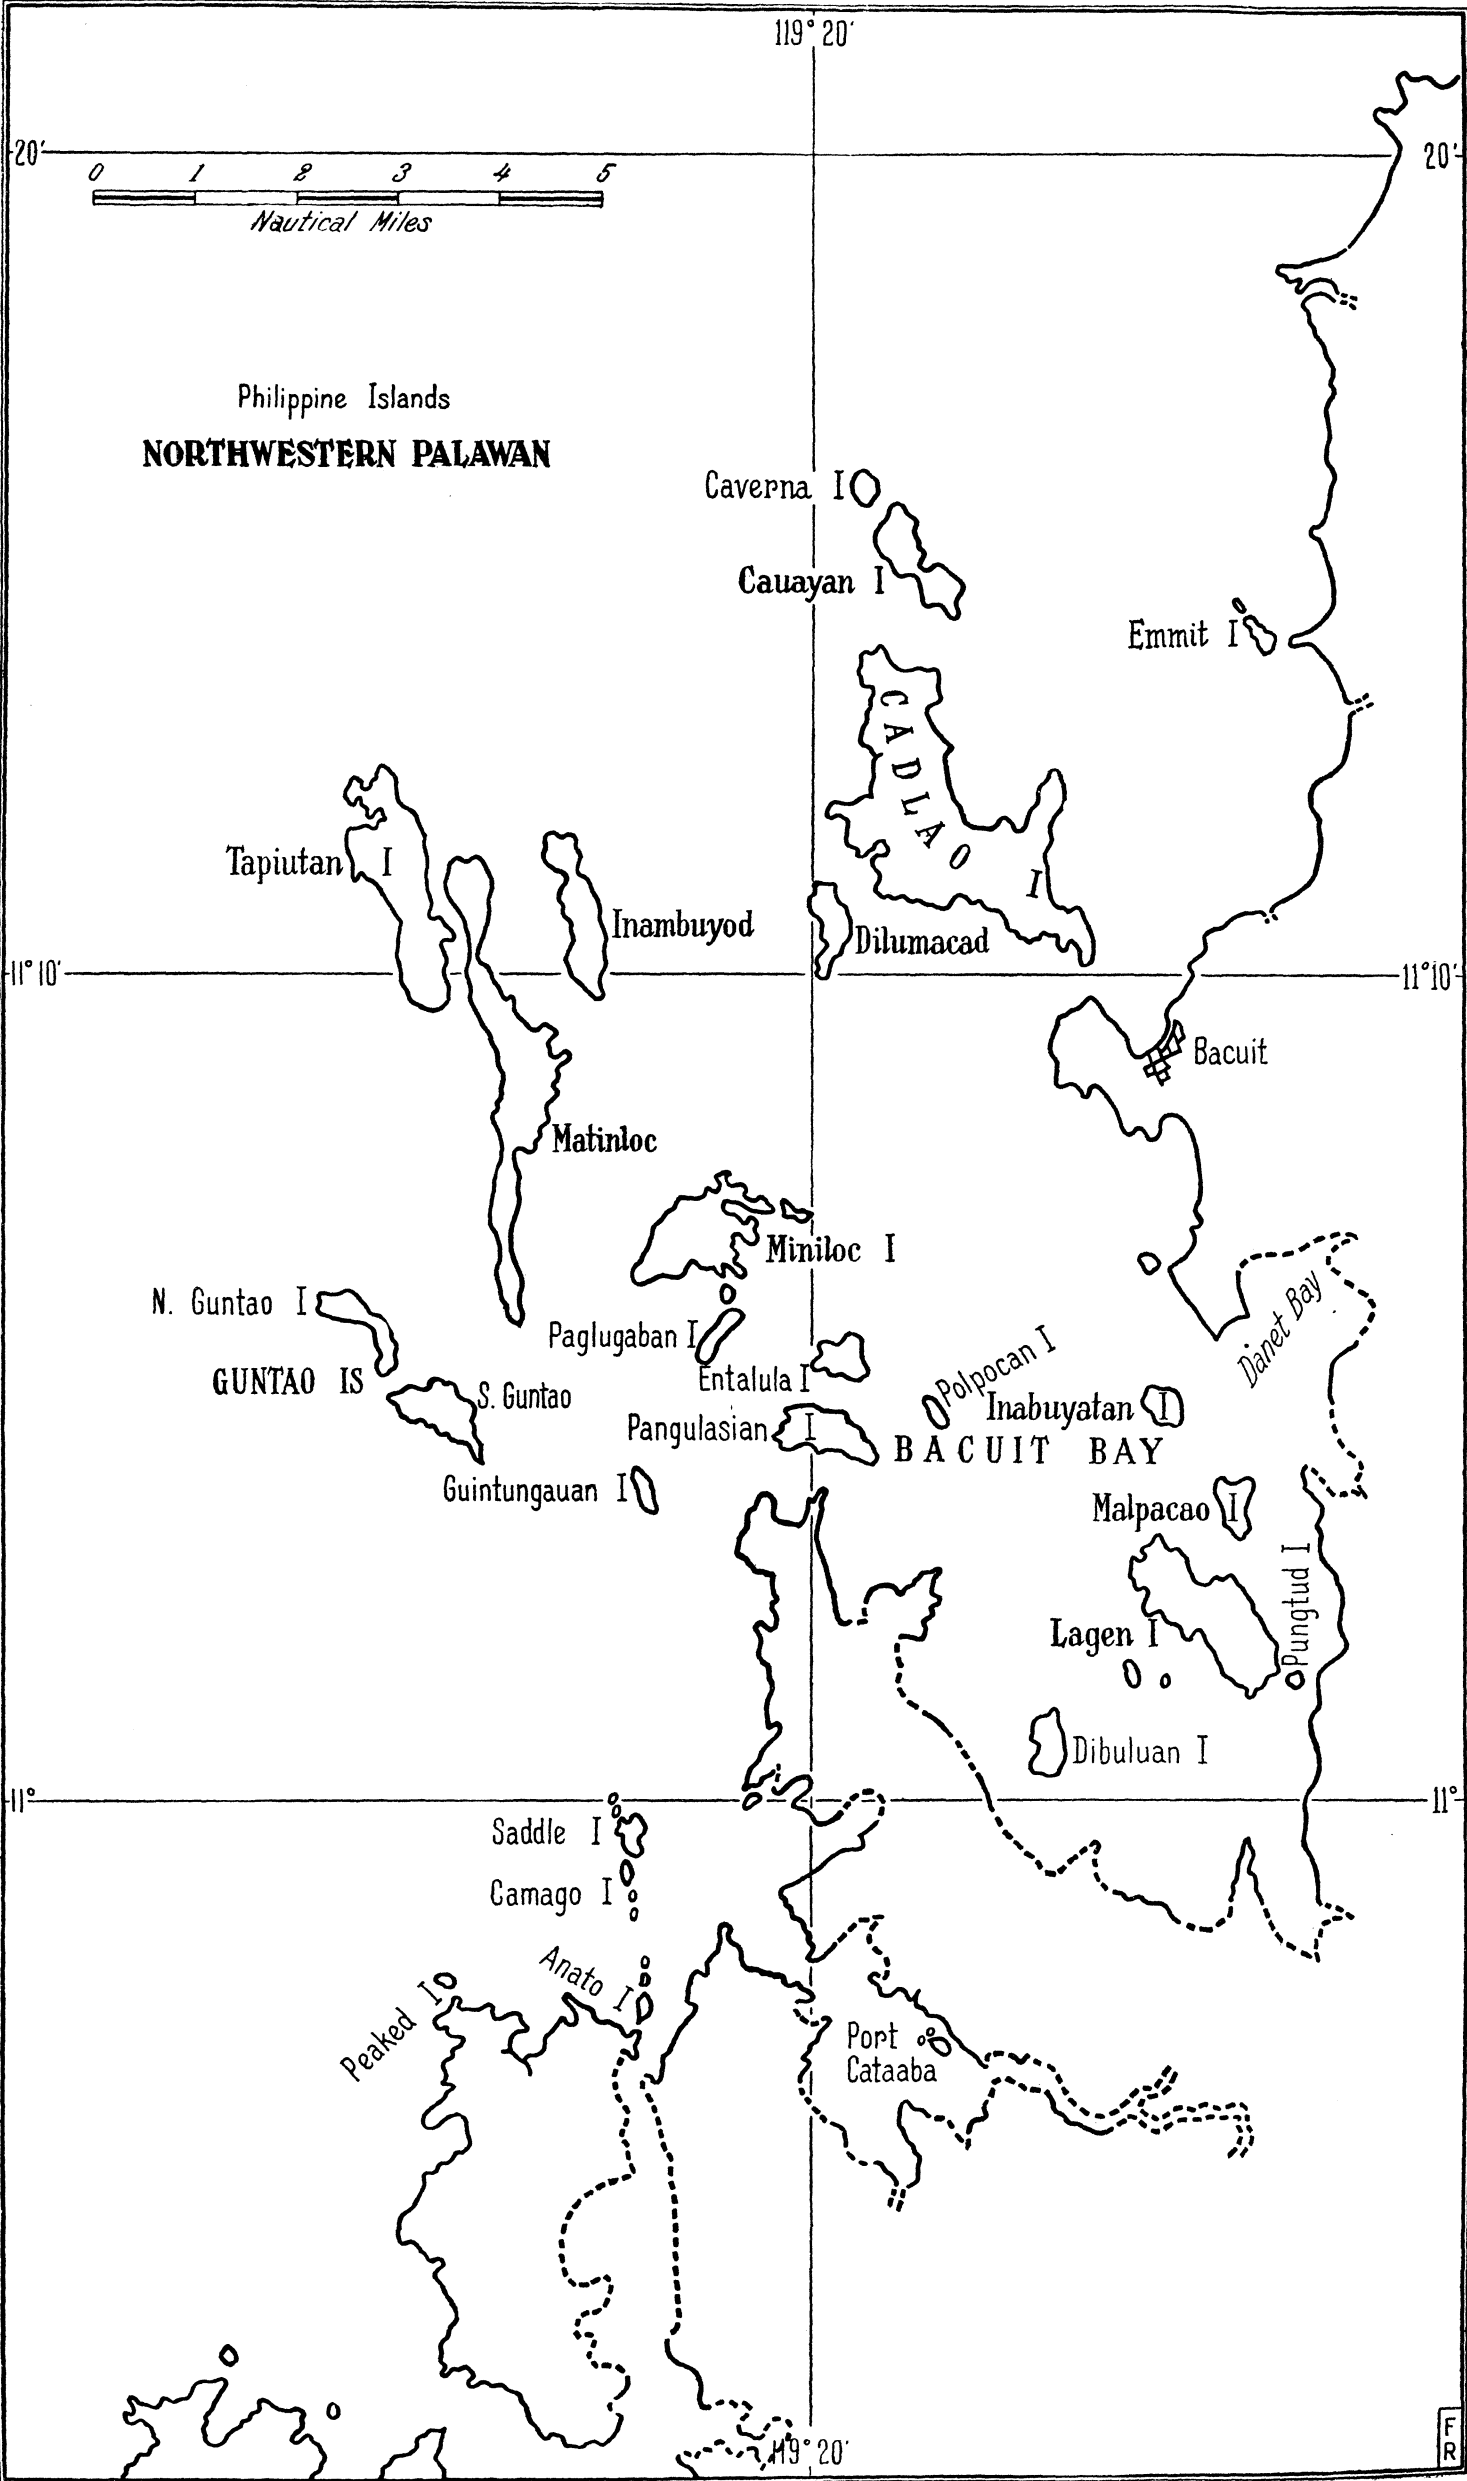 119° 20'
20'
20'
0 1 2 3 4 5
Nautical Miles
Philippine Islands
NORTHWESTERN PALAWAN
Caverna I
Cauayan I
Emmit I
CADLAO I
Tapiutan I
Inambuyod
Dilumacad
11° 10'
11° 10'
Bacuit
Matinloc
Miniloc I
N. Guntao I
Danet Bay
Paglugaban I
Polpocan I
GUNTAO IS
Entalula I
S. Guntao
Inabuyatan I
Pangulasian I
BACUIT BAY
Guintungauan I
Malpacao I
Pungtud I
Lagen I
Dibuluan I
11°
11°
Saddle I
Camago I
Anato I
Peaked I
Port
Cataaba
119° 20'
F
R